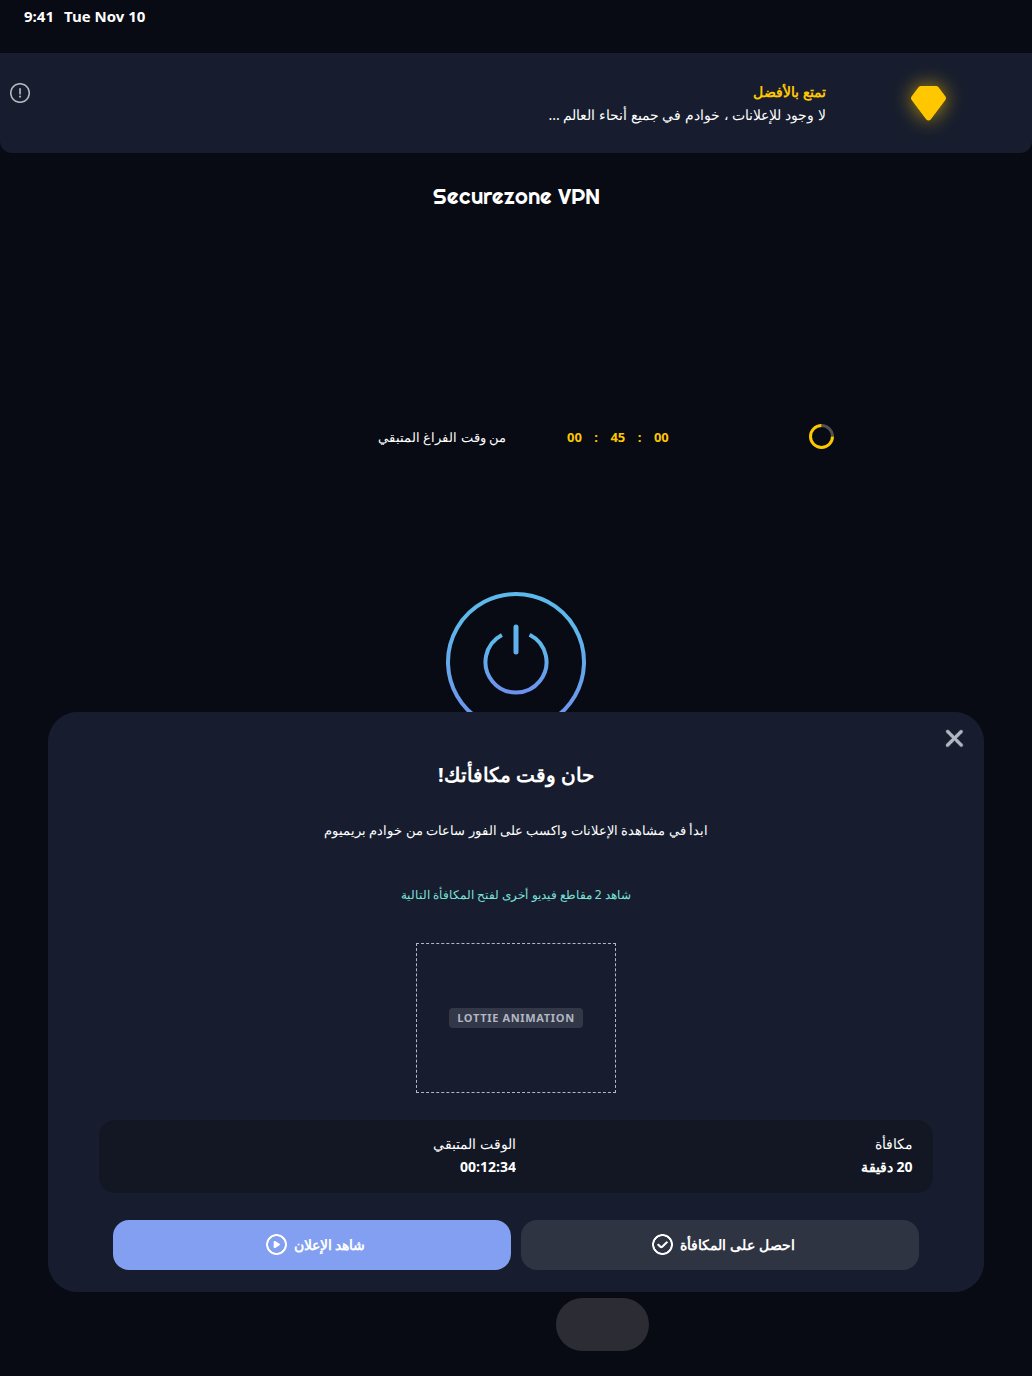 9:41 Tue Nov 10
تمتع بالأفضل
لا وجود للإعلانات ، خوادم في جميع أنحاء العالم ...
Securezone VPN
00 : 45 : 00
من وقت الفراغ المتبقي
حان وقت مكافأتك!
ابدأ في مشاهدة الإعلانات واكسب على الفور ساعات من خوادم بريميوم
شاهد 2 مقاطع فيديو أخرى لفتح المكافأة التالية
LOTTIE ANIMATION
مكافأة
20 دقيقة
الوقت المتبقي
00:12:34
احصل على المكافأة
شاهد الإعلان